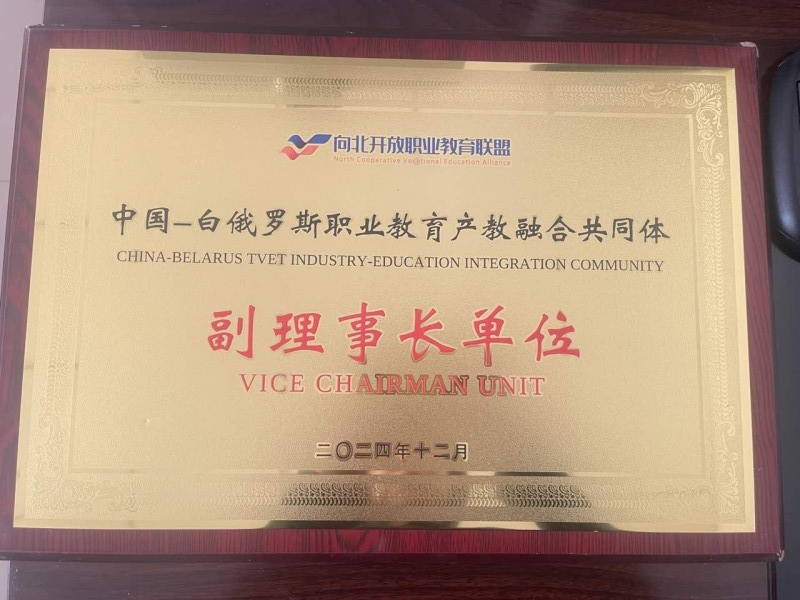 向北开放职业教育联盟
North Cooperative Vocational Education Alliance
中国–白俄罗斯职业教育产教融合共同体
CHINA-BELARUS TVET INDUSTRY-EDUCATION INTEGRATION COMMUNITY
副理事长单位
VICE CHAIRMAN UNIT
二〇二四年十二月